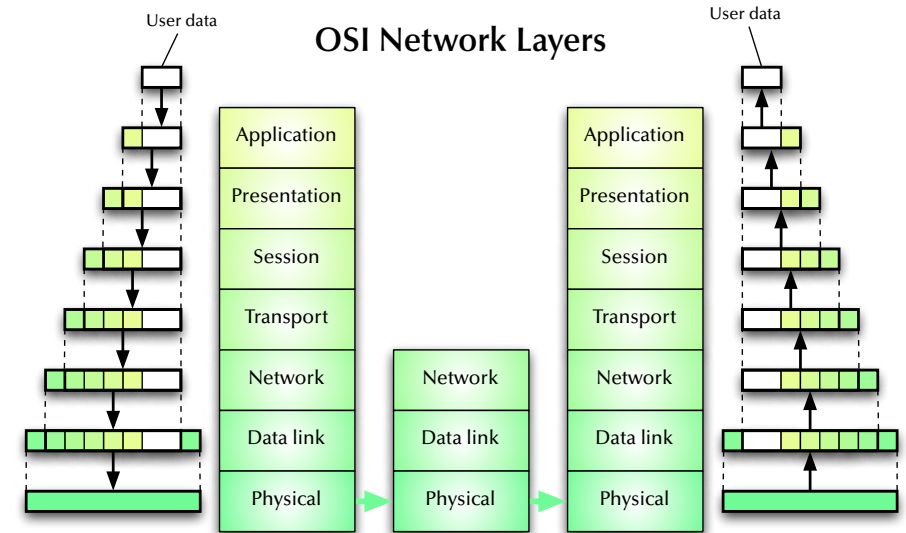 User data
User data
OSI Network Layers
Application
Presentation
Session
Transport
Network
Data link
Physical
Network
Data link
Physical
Application
Presentation
Session
Transport
Network
Data link
Physical